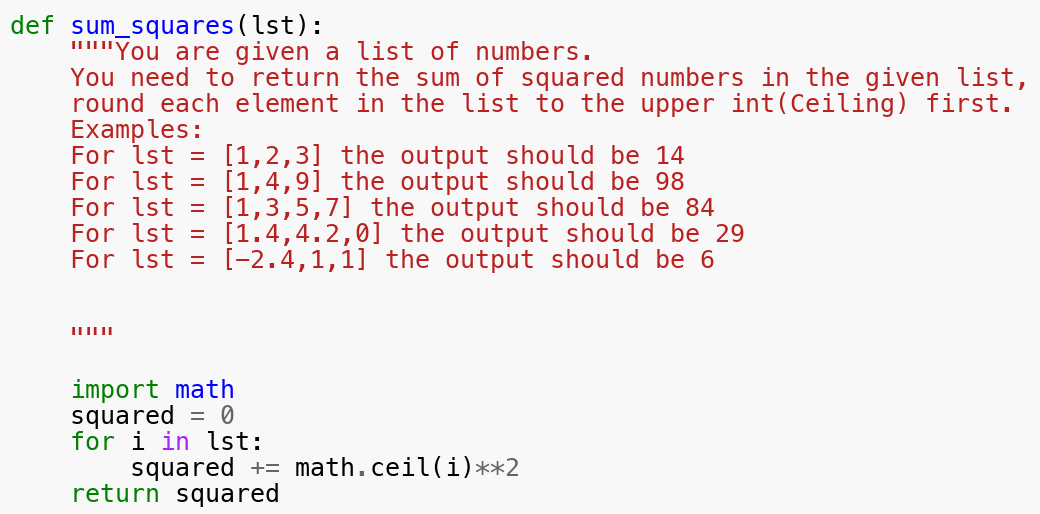 def sum_squares(lst):
    """You are given a list of numbers.
    You need to return the sum of squared numbers in the given list,
    round each element in the list to the upper int(Ceiling) first.
    Examples:
    For lst = [1,2,3] the output should be 14
    For lst = [1,4,9] the output should be 98
    For lst = [1,3,5,7] the output should be 84
    For lst = [1.4,4.2,0] the output should be 29
    For lst = [−2.4,1,1] the output should be 6
    """
    import math
    squared = 0
    for i in lst:
        squared += math.ceil(i)**2
    return squared